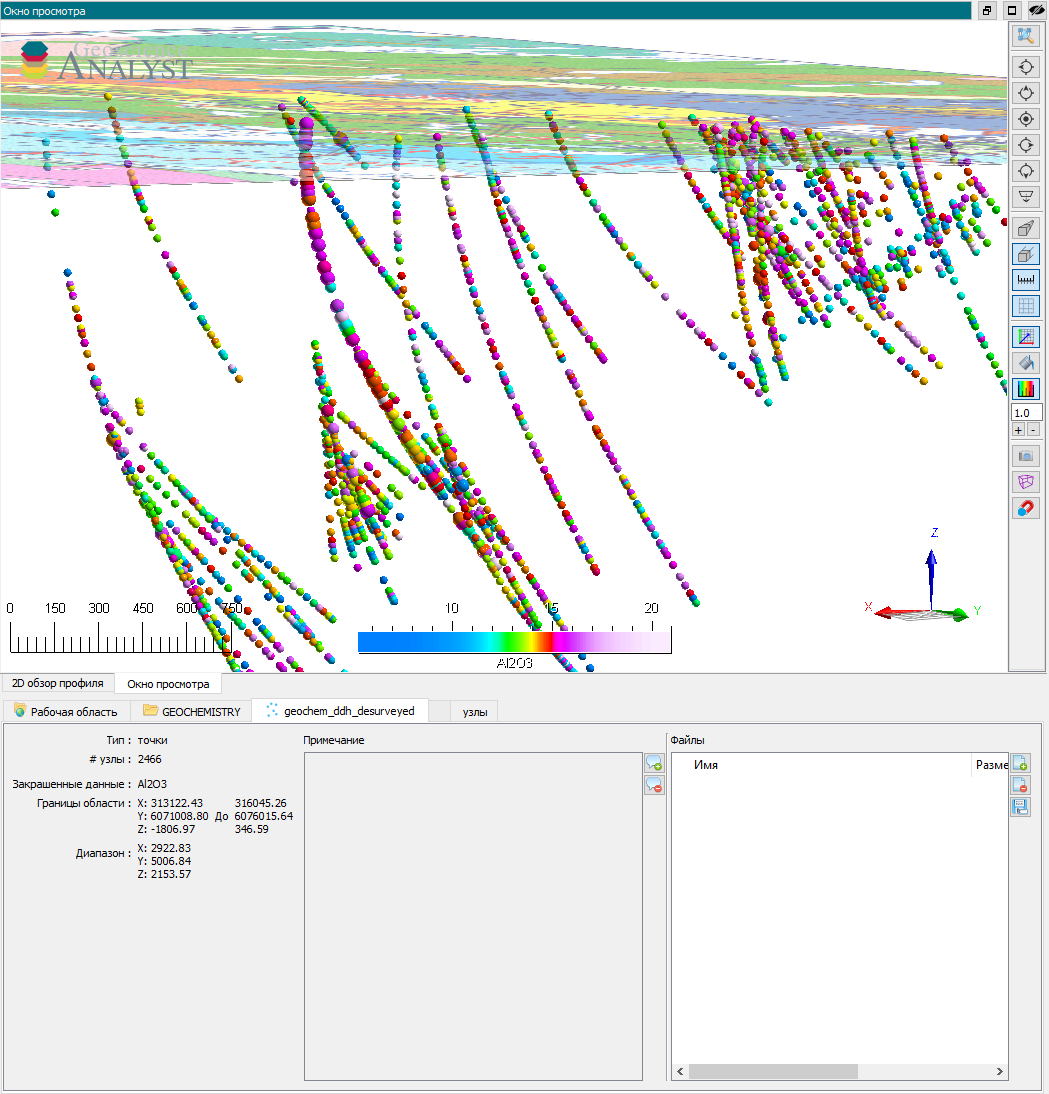 Окно просмотра
ANALYST
1.0
+ -
Z
X
Y
0 150 300 450 600 750
10 15 20
Al2O3
2D обзор профиля Окно просмотра
Рабочая область GEOCHEMISTRY geochem_ddh_desurveyed узлы
Тип : точки
# узлы : 2466
Закрашенные данные : Al2O3
Границы области : X: 313122.43 316045.26
Y: 6071008.80 До 6076015.64
Z: -1806.97 346.59
Диапазон : X: 2922.83
Y: 5006.84
Z: 2153.57
Примечание
Файлы
Имя Разме